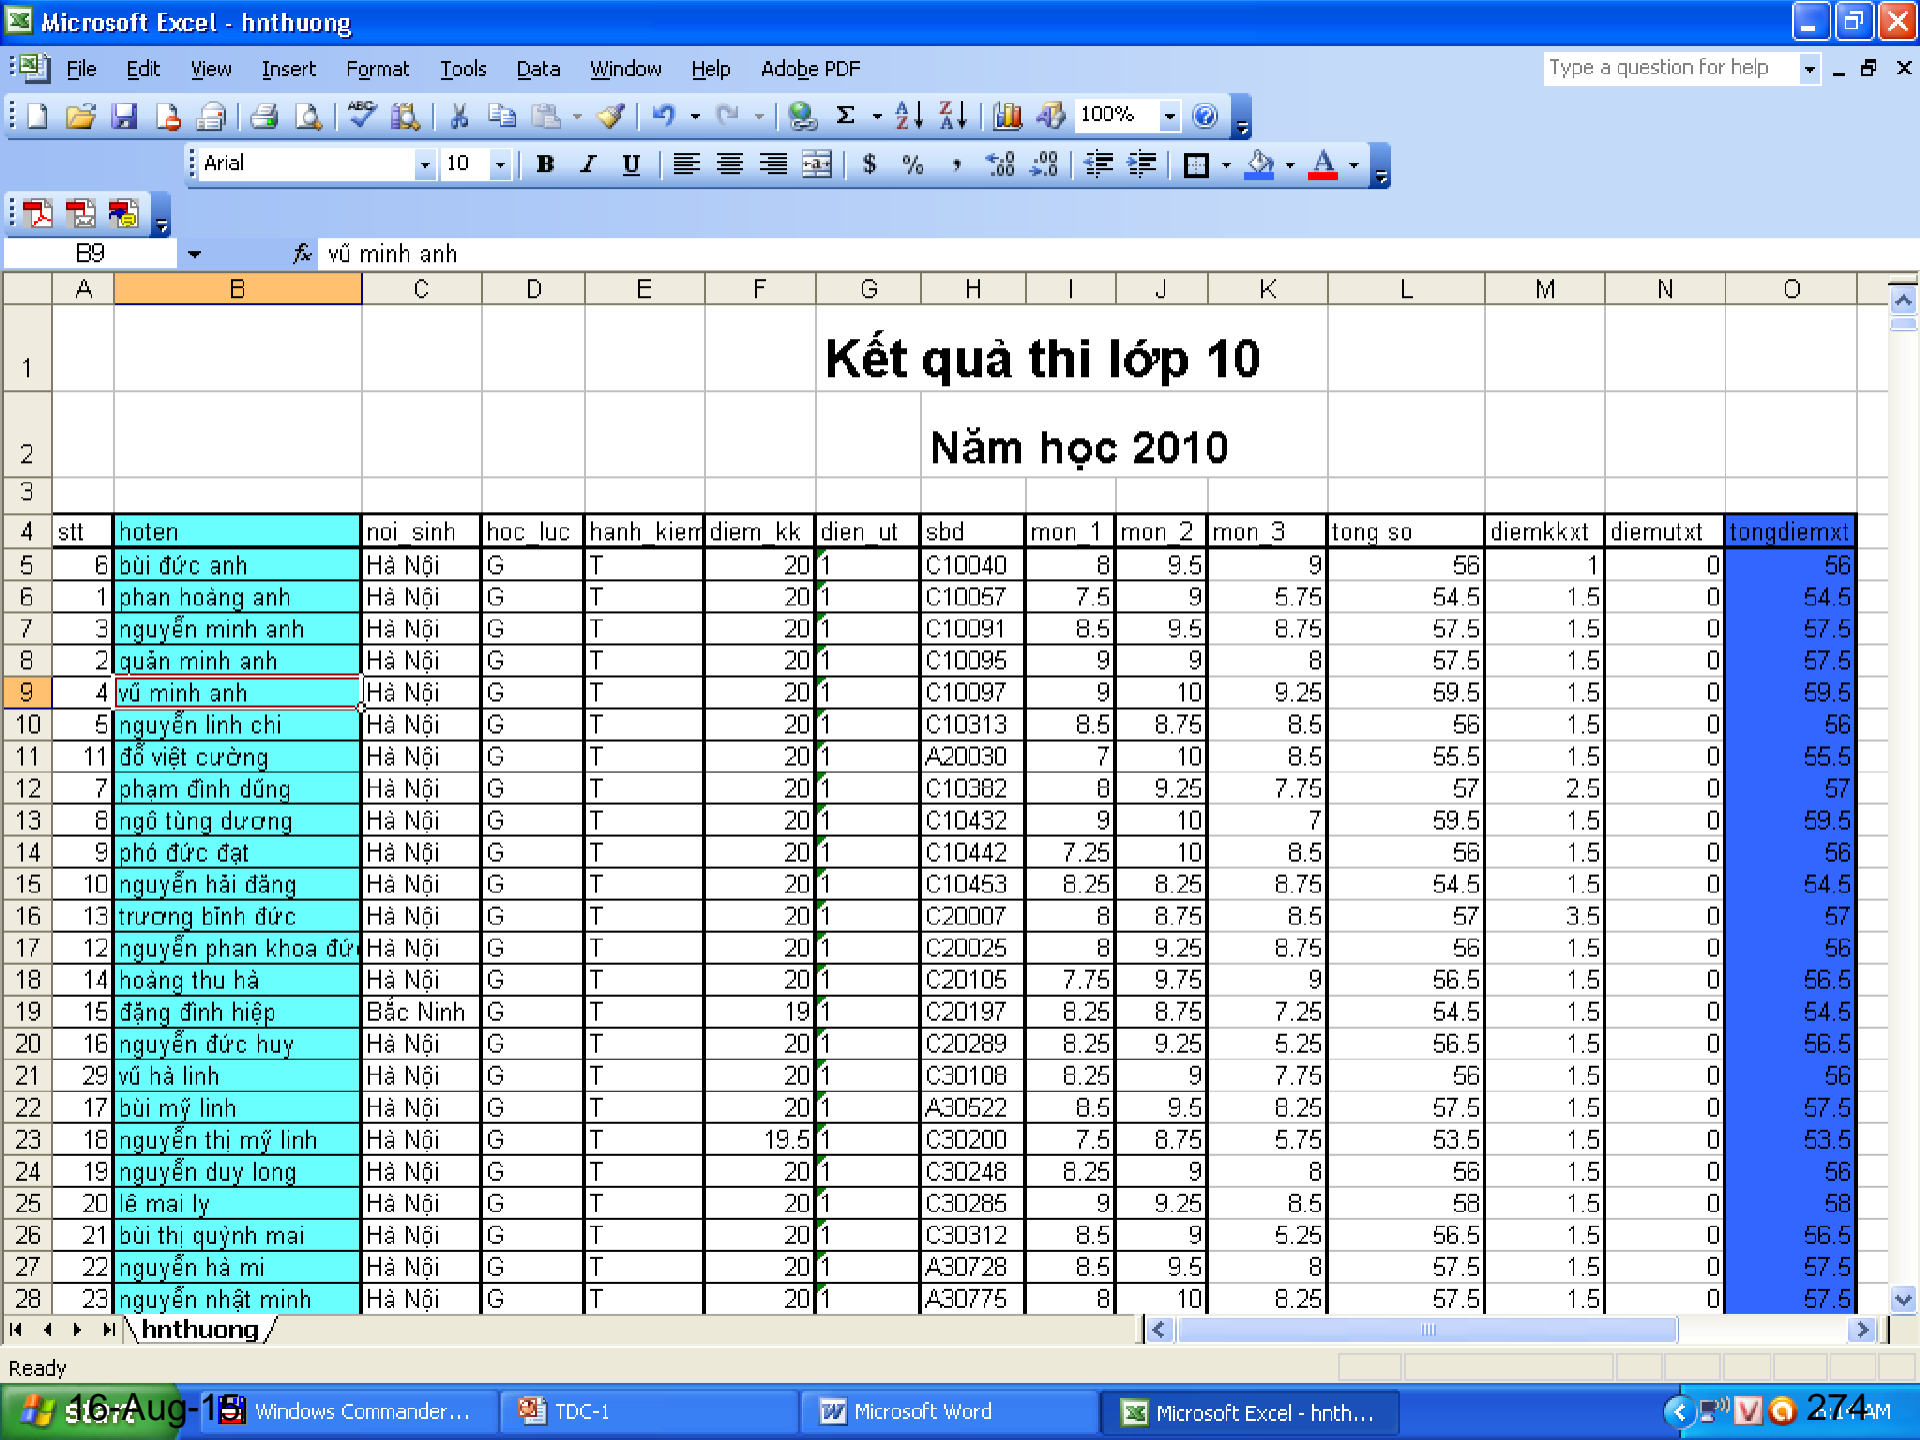 Microsoft Excel - hnthuong
File Edit View Insert Format Tools Data Window Help Adobe PDF Type a question for help
100%
Arial 10 B I U $ % ,
B9 fx vũ minh anh
A B C D E F G H I J K L M N O
1 Kết quả thi lớp 10
2 Năm học 2010
3
4 stt hoten noi_sinh hoc_luc hanh_kiem diem_kk dien_ut sbd mon_1 mon_2 mon_3 tong so diemkkxt diemutxt tongdiemxt
5 6 bùi đức anh Hà Nội G T 20 1 C10040 8 9.5 9 56 1 0 56
6 1 phan hoàng anh Hà Nội G T 20 1 C10057 7.5 9 5.75 54.5 1.5 0 54.5
7 3 nguyễn minh anh Hà Nội G T 20 1 C10091 8.5 9.5 8.75 57.5 1.5 0 57.5
8 2 quản minh anh Hà Nội G T 20 1 C10095 9 9 8 57.5 1.5 0 57.5
9 4 vũ minh anh Hà Nội G T 20 1 C10097 9 10 9.25 59.5 1.5 0 59.5
10 5 nguyễn linh chi Hà Nội G T 20 1 C10313 8.5 8.75 8.5 56 1.5 0 56
11 11 đỗ việt cường Hà Nội G T 20 1 A20030 7 10 8.5 55.5 1.5 0 55.5
12 7 phạm đình dũng Hà Nội G T 20 1 C10382 8 9.25 7.75 57 2.5 0 57
13 8 ngô tùng dương Hà Nội G T 20 1 C10432 9 10 7 59.5 1.5 0 59.5
14 9 phó đức đạt Hà Nội G T 20 1 C10442 7.25 10 8.5 56 1.5 0 56
15 10 nguyễn hải đăng Hà Nội G T 20 1 C10453 8.25 8.25 8.75 54.5 1.5 0 54.5
16 13 trương bình đức Hà Nội G T 20 1 C20007 8 8.75 8.5 57 3.5 0 57
17 12 nguyễn phan khoa đức Hà Nội G T 20 1 C20025 8 9.25 8.75 56 1.5 0 56
18 14 hoàng thu hà Hà Nội G T 20 1 C20105 7.75 9.75 9 56.5 1.5 0 56.5
19 15 đặng đình hiệp Bắc Ninh G T 19 1 C20197 8.25 8.75 7.25 54.5 1.5 0 54.5
20 16 nguyễn đức huy Hà Nội G T 20 1 C20289 8.25 9.25 5.25 56.5 1.5 0 56.5
21 29 vũ hà linh Hà Nội G T 20 1 C30108 8.25 9 7.75 56 1.5 0 56
22 17 bùi mỹ linh Hà Nội G T 20 1 A30522 8.5 9.5 8.25 57.5 1.5 0 57.5
23 18 nguyễn thị mỹ linh Hà Nội G T 19.5 1 C30200 7.5 8.75 5.75 53.5 1.5 0 53.5
24 19 nguyễn duy long Hà Nội G T 20 1 C30248 8.25 9 8 56 1.5 0 56
25 20 lê mai ly Hà Nội G T 20 1 C30285 9 9.25 8.5 58 1.5 0 58
26 21 bùi thị quỳnh mai Hà Nội G T 20 1 C30312 8.5 9 5.25 56.5 1.5 0 56.5
27 22 nguyễn hà mi Hà Nội G T 20 1 A30728 8.5 9.5 8 57.5 1.5 0 57.5
28 23 nguyễn nhật minh Hà Nội G T 20 1 A30775 8 10 8.25 57.5 1.5 0 57.5
hnthuong
Ready
start 16-Aug-15 Windows Commander... TDC-1 Microsoft Word Microsoft Excel - hnth... 274 AM